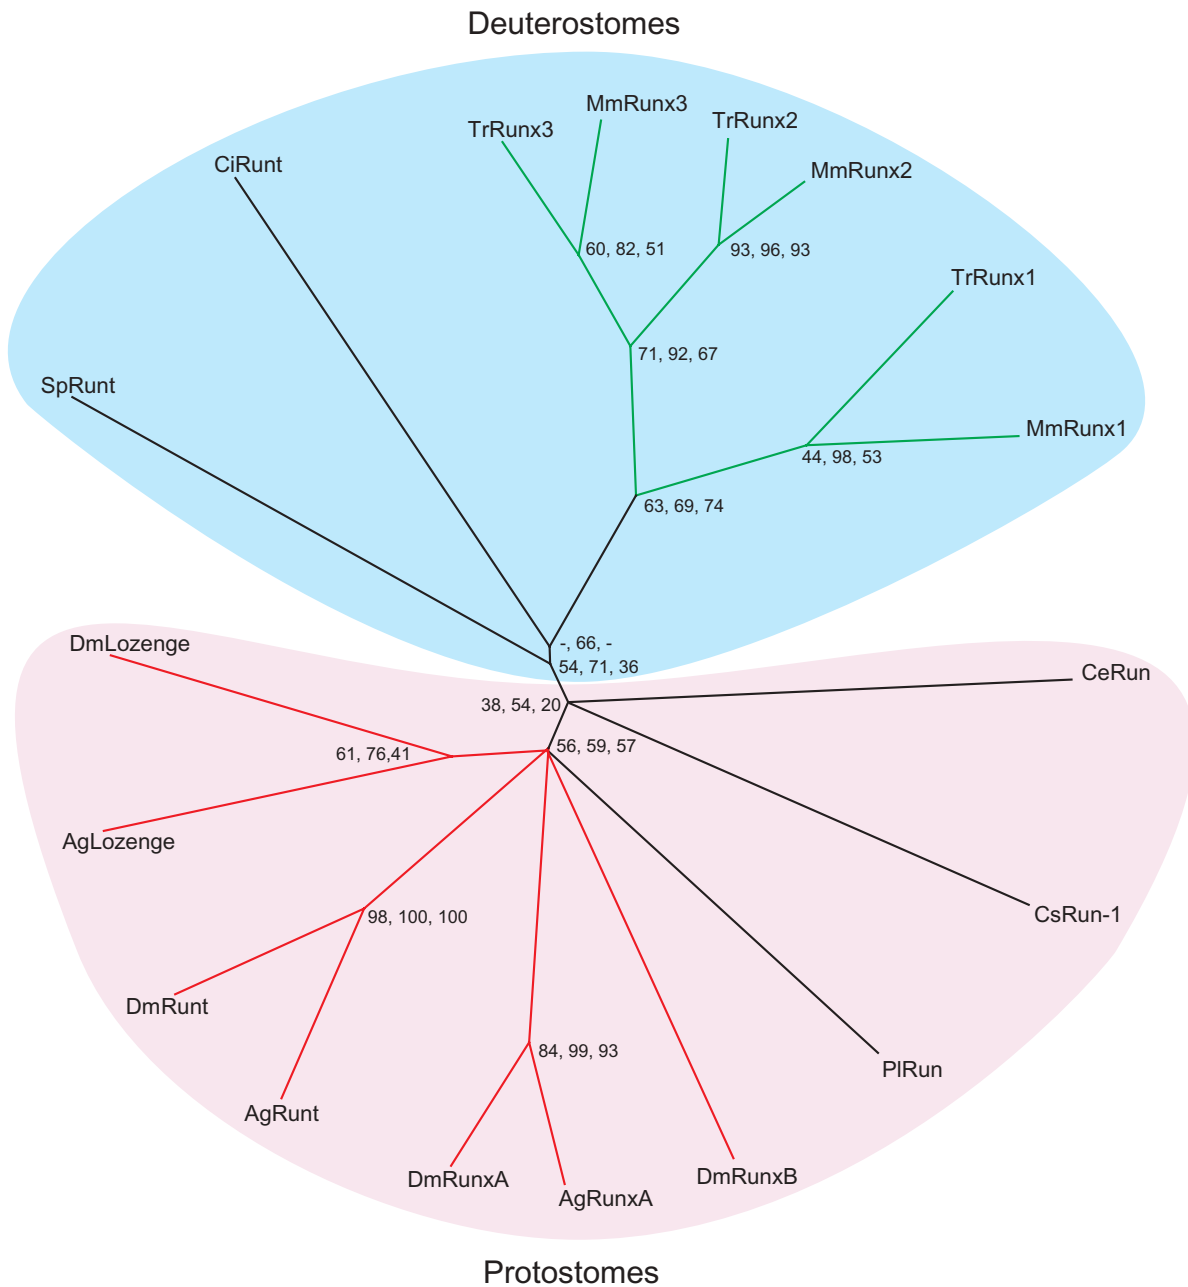 Deuterostomes
MmRunx3
TrRunx2
TrRunx3
CiRunt
MmRunx2
60, 82, 51
93, 96, 93
TrRunx1
71, 92, 67
SpRunt
MmRunx1
44, 98, 53
63, 69, 74
-, 66, -
DmLozenge
54, 71, 36
CeRun
38, 54, 20
56, 59, 57
61, 76,41
AgLozenge
CsRun-1
98, 100, 100
DmRunt
84, 99, 93
PlRun
AgRunt
DmRunxA
DmRunxB
AgRunxA
Protostomes